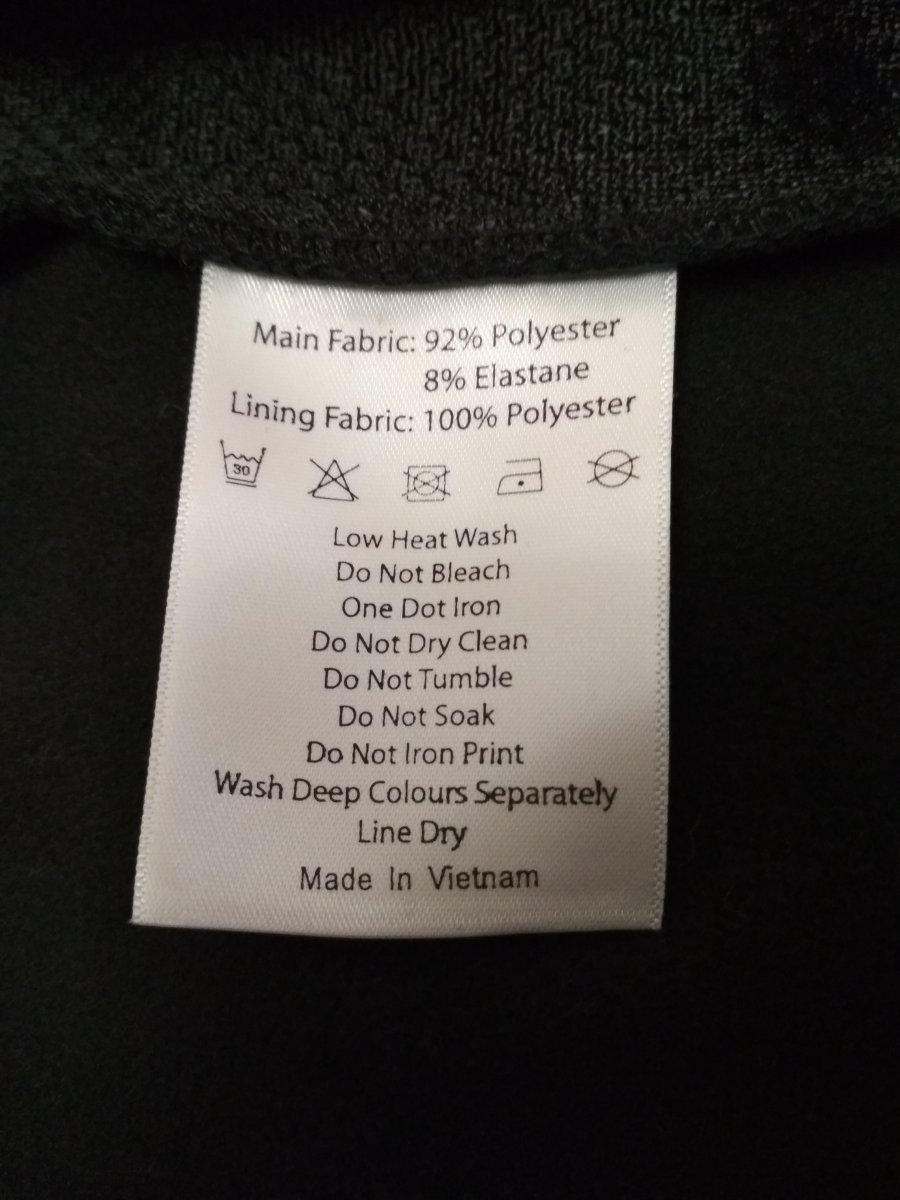 Main Fabric: 92% Polyester
8% Elastane
Lining Fabric: 100% Polyester
30
Low Heat Wash
Do Not Bleach
One Dot Iron
Do Not Dry Clean
Do Not Tumble
Do Not Soak
Do Not Iron Print
Wash Deep Colours Separately
Line Dry
Made In Vietnam